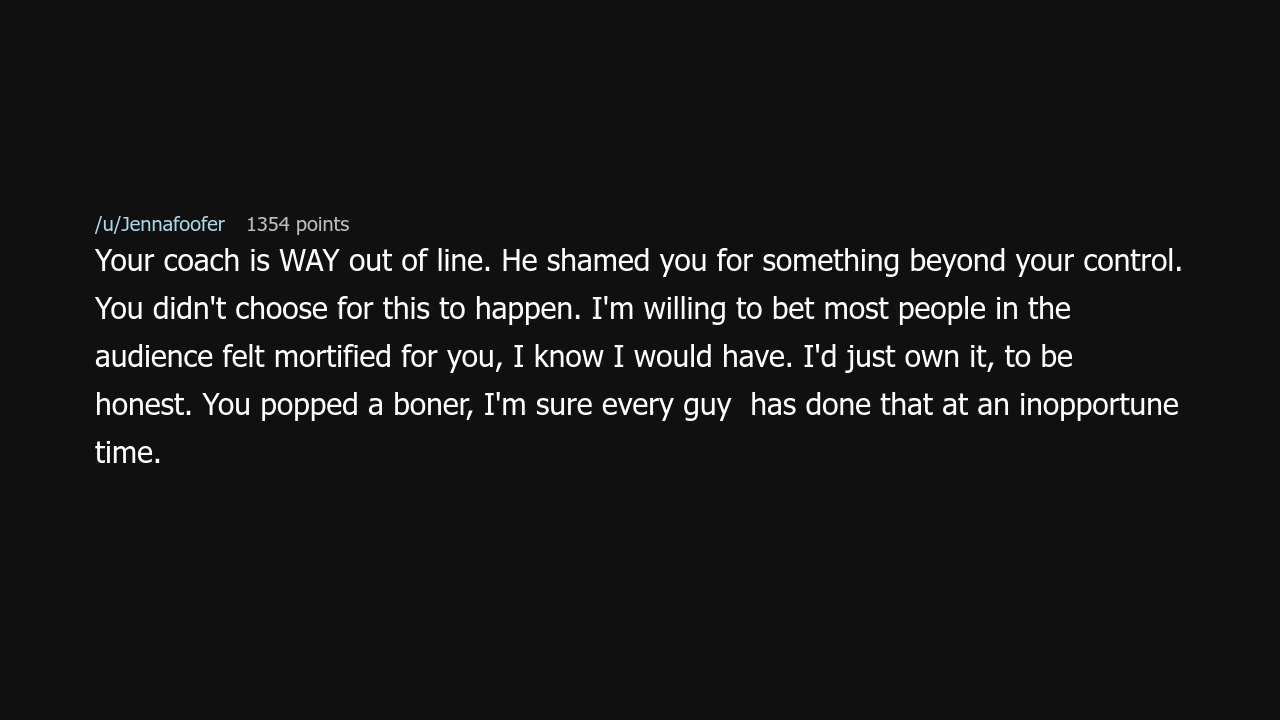 /u/Jennafoofer 1354 points
Your coach is WAY out of line. He shamed you for something beyond your control.
You didn't choose for this to happen. I'm willing to bet most people in the
audience felt mortified for you, I know I would have. I'd just own it, to be
honest. You popped a boner, I'm sure every guy  has done that at an inopportune
time.